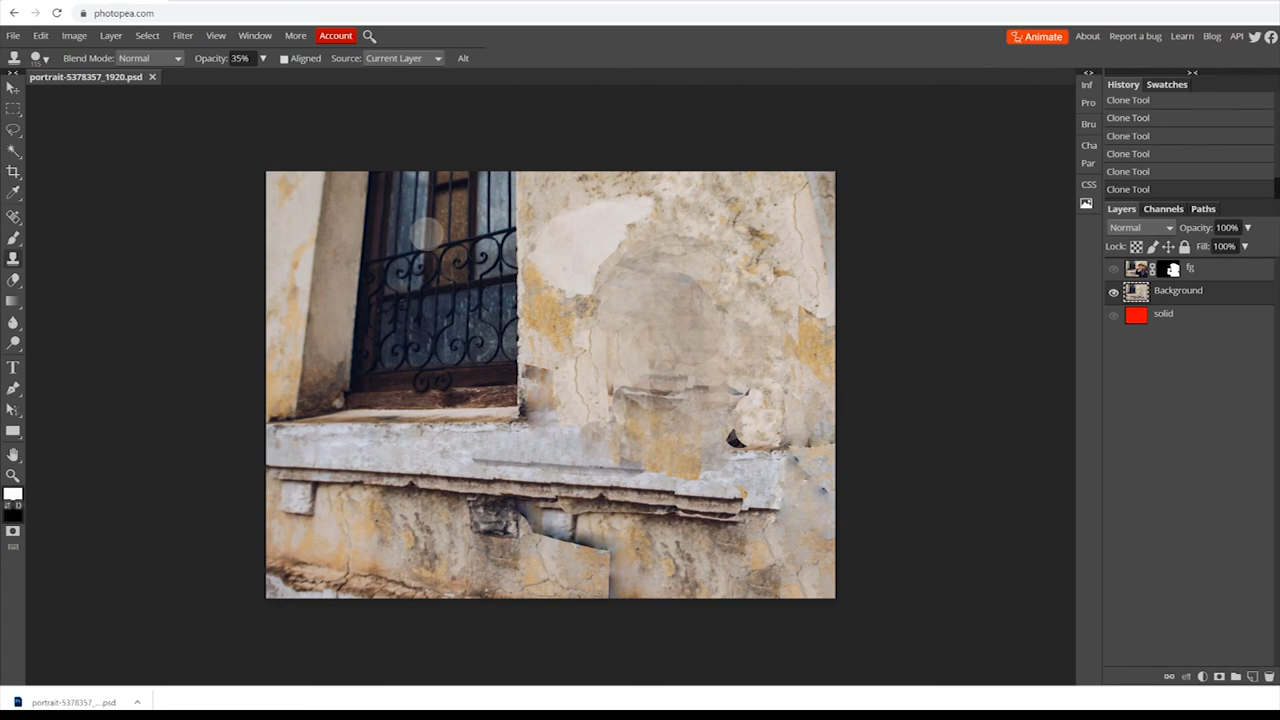 photopea.com
File Edit Image Layer Select Filter View Window More Account
Animate About Report a bug Learn Blog API
115 Blend Mode: Normal Opacity: 35% Aligned Source: Current Layer Alt
portrait-5378357_1920.psd
Inf
Pro
Bru
Cha
Par
CSS
History Swatches
Clone Tool
Clone Tool
Clone Tool
Clone Tool
Clone Tool
Clone Tool
Layers Channels Paths
Normal Opacity: 100%
Lock: Fill: 100%
fg
Background
solid
D
portrait-5378357_....psd